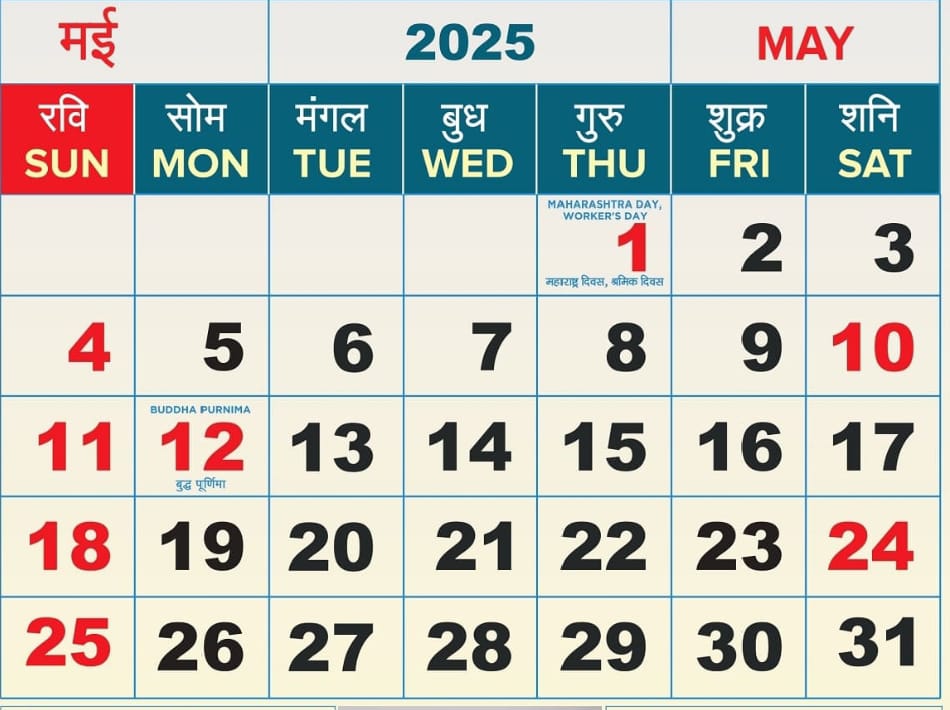 मई 2025 MAY
रवि सोम मंगल बुध गुरु शुक्र शनि
SUN MON TUE WED THU FRI SAT
MAHARASHTRA DAY,
WORKER'S DAY
1 2 3
महाराष्ट्र दिवस, श्रमिक दिवस
4 5 6 7 8 9 10
BUDDHA PURNIMA
11 12 13 14 15 16 17
बुद्ध पूर्णिमा
18 19 20 21 22 23 24
25 26 27 28 29 30 31